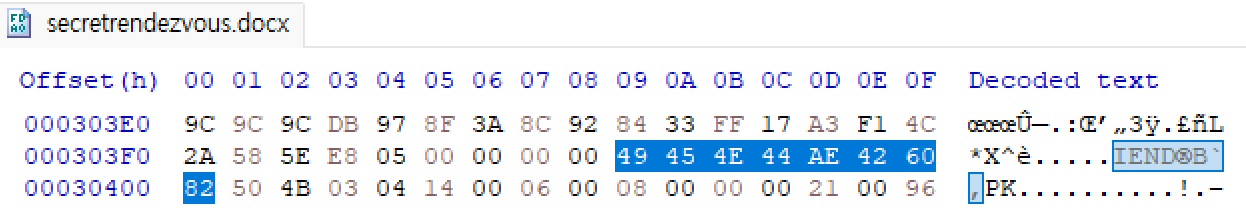 secretrendezvous.docx
Offset(h) 00 01 02 03 04 05 06 07 08 09 0A 0B 0C 0D 0E 0F Decoded text
000303E0 9C 9C 9C DB 97 8F 3A 8C 92 84 33 FF 17 A3 F1 4C œœœÛ—.:Œ’„3ÿ.£ñL
000303F0 2A 58 5E E8 05 00 00 00 00 49 45 4E 44 AE 42 60 *X^è.....IEND®B`
00030400 82 50 4B 03 04 14 00 06 00 08 00 00 00 21 00 96 ‚PK..........!.–